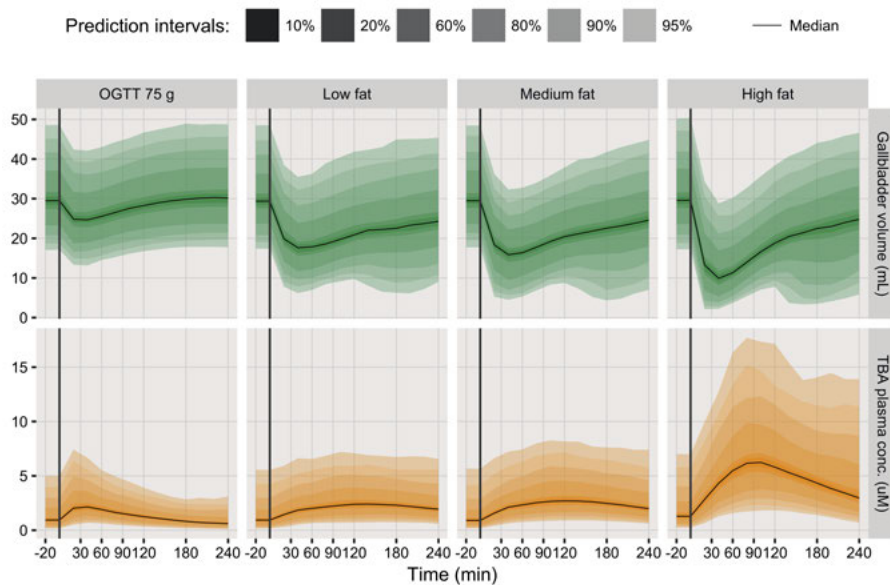 Prediction intervals: 10% 20% 60% 80% 90% 95% Median
OGTT 75 g Low fat Medium fat High fat
50
40
30
20
10
0
Gallbladder volume (mL)
15
10
5
0
TBA plasma conc. (uM)
-20 30 60 90120 180 240 -20 30 60 90120 180 240 -20 30 60 90120 180 240 -20 30 60 90120 180 240
Time (min)